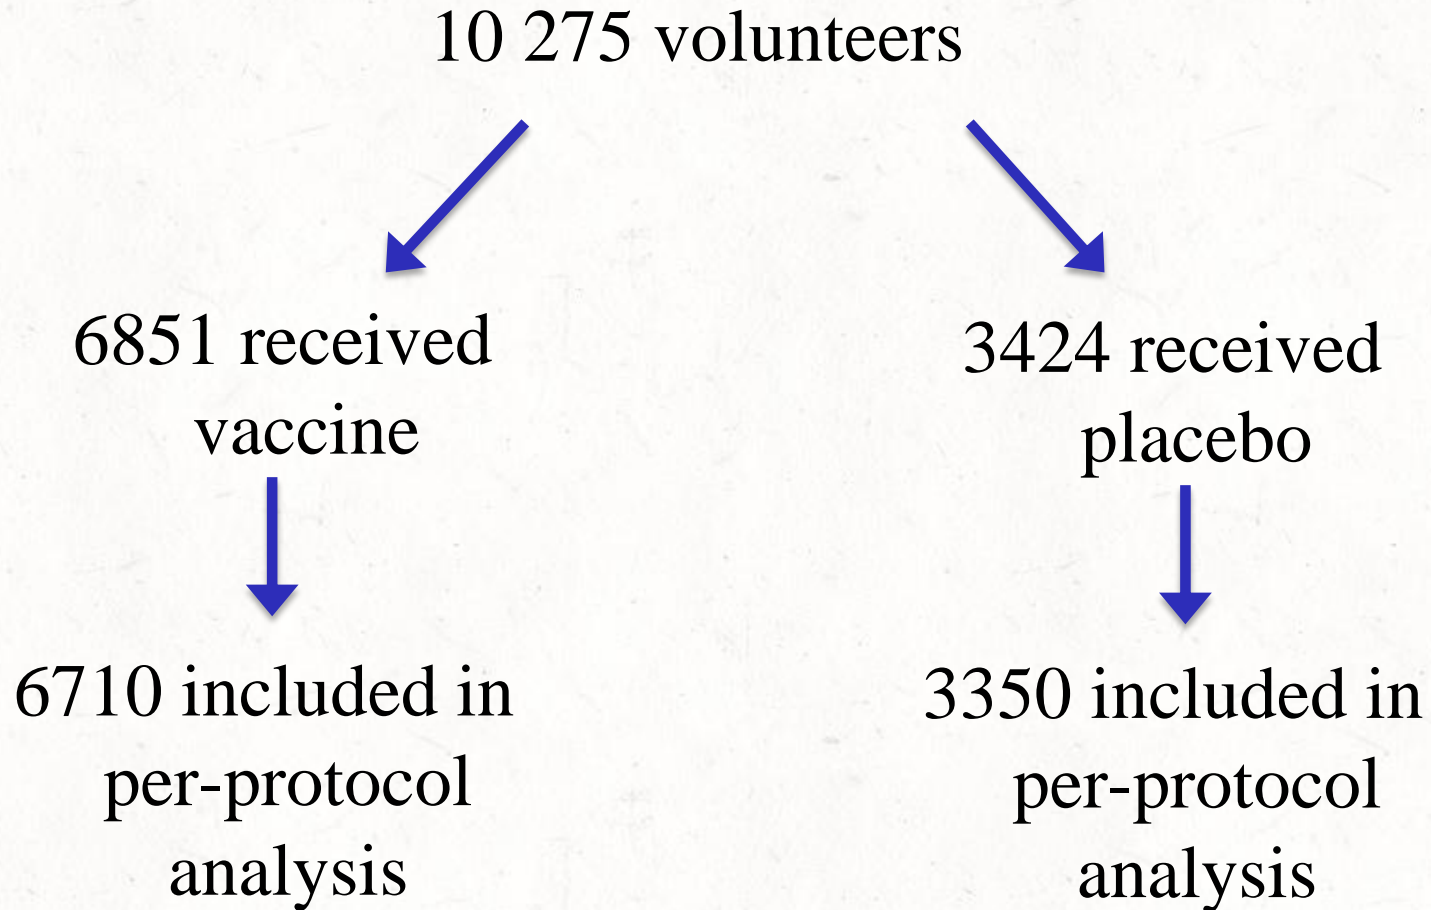 10 275 volunteers
6851 received
vaccine
3424 received
placebo
6710 included in
per-protocol
analysis
3350 included in
per-protocol
analysis